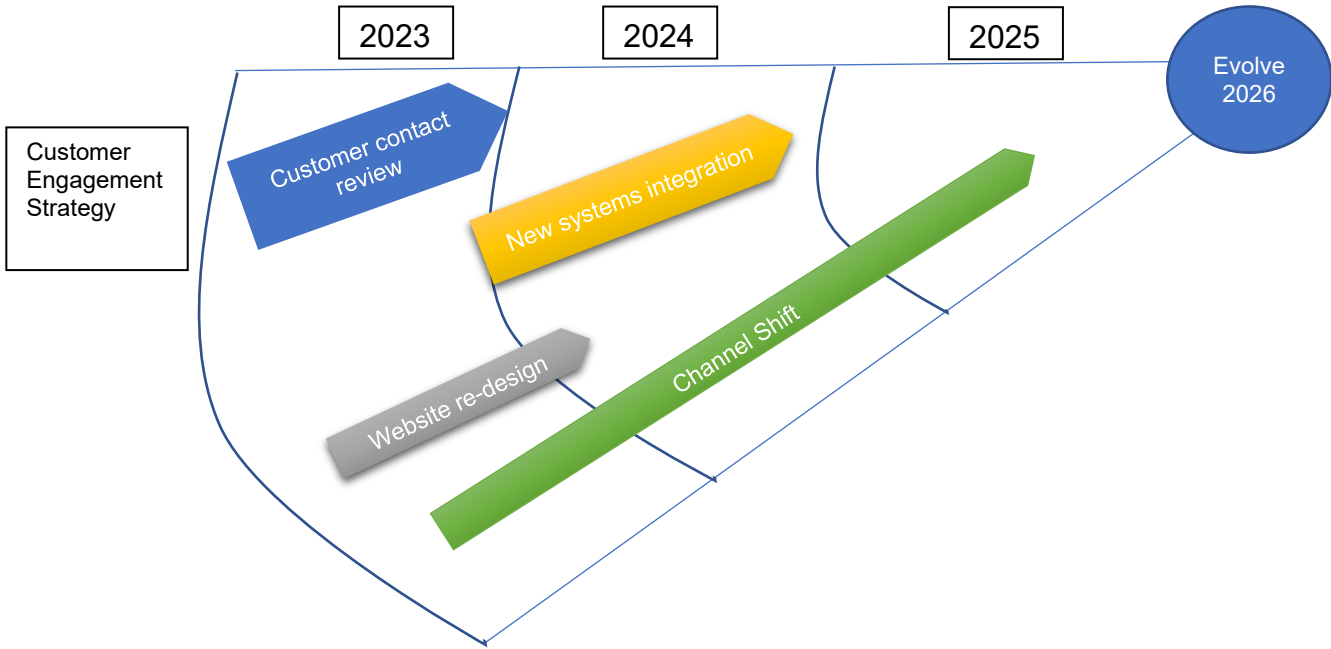 2023
2024
2025
Evolve
2026
Customer
Engagement
Strategy
Customer contact
review
New systems integration
Website re-design
Channel Shift